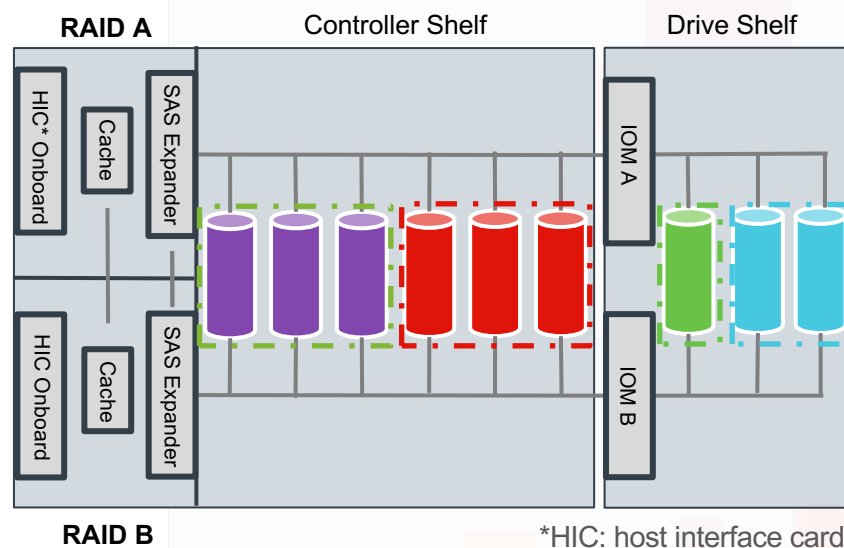 RAID A
Controller Shelf
Drive Shelf
HIC* Onboard
Cache
SAS Expander
IOM A
HIC Onboard
Cache
SAS Expander
IOM B
RAID B
*HIC: host interface card